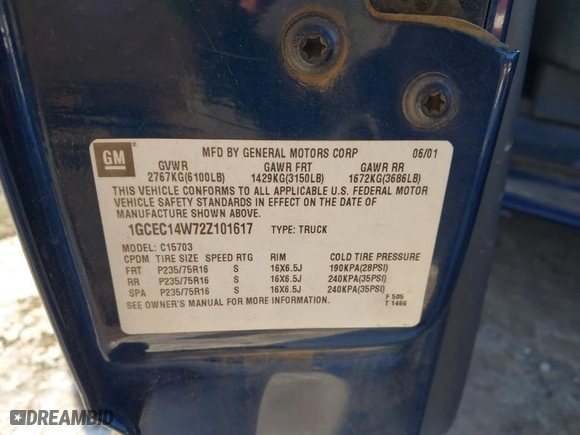 GM
MFD BY GENERAL MOTORS CORP 06/01
GVWR GAWR FRT GAWR RR
2767KG(6100LB) 1429KG(3150LB) 1672KG(3686LB)
THIS VEHICLE CONFORMS TO ALL APPLICABLE U.S. FEDERAL MOTOR
VEHICLE SAFETY STANDARDS IN EFFECT ON THE DATE OF
MANUFACTURE SHOWN ABOVE.
1GCEC14W72Z101617 TYPE: TRUCK
MODEL: C15703
CPDM TIRE SIZE SPEED RTG RIM COLD TIRE PRESSURE
FRT P235/75R16 S 16X6.5J 190KPA(28PSI)
RR P235/75R16 S 16X6.5J 240KPA(35PSI)
SPA P235/75R16 S 16X6.5J 240KPA(35PSI)
SEE OWNER'S MANUAL FOR MORE INFORMATION.
F 505
T 1466
DREAMBID